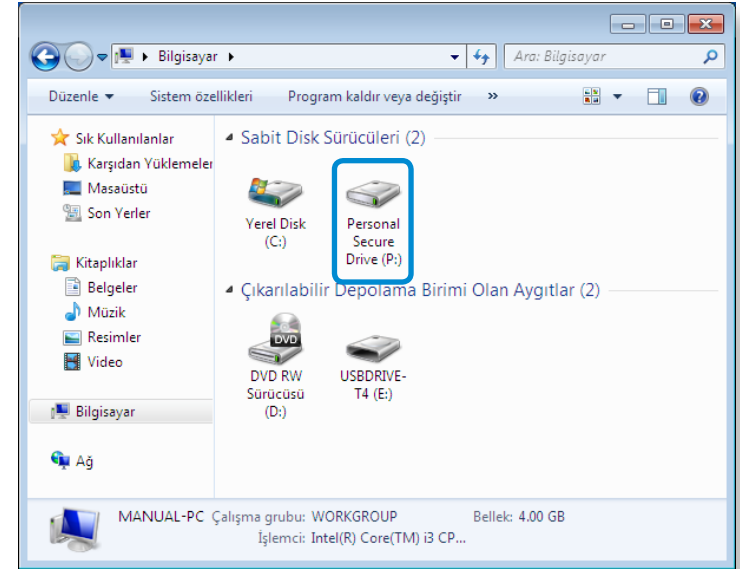 Bilgisayar
Ara: Bilgisayar
Düzenle
Sistem özellikleri
Program kaldır veya değiştir
»
Sık Kullanılanlar
Karşıdan Yüklemeler
Masaüstü
Son Yerler
Kitaplıklar
Belgeler
Müzik
Resimler
Video
Bilgisayar
Ağ
Sabit Disk Sürücüleri (2)
Yerel Disk
(C:)
Personal
Secure
Drive (P:)
Çıkarılabilir Depolama Birimi Olan Aygıtlar (2)
DVD
DVD RW
Sürücüsü
(D:)
USBDRIVE-
T4 (E:)
MANUAL-PC Çalışma grubu: WORKGROUP Bellek: 4.00 GB
İşlemci: Intel(R) Core(TM) i3 CP...